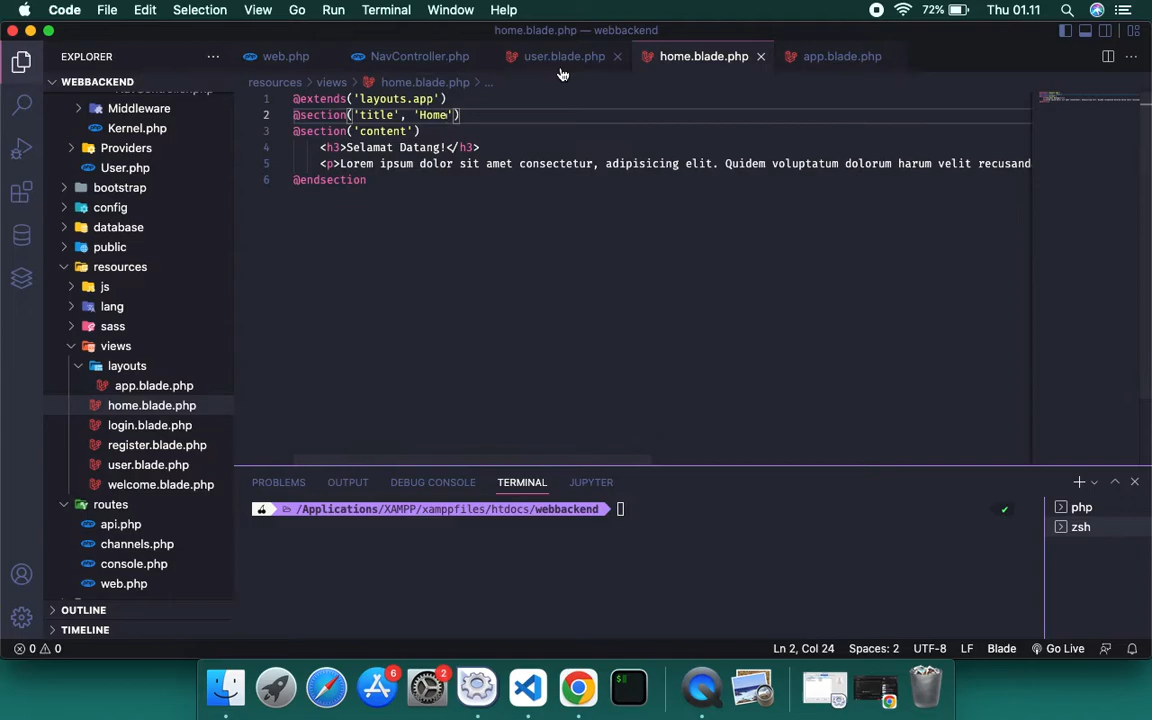 Code File Edit Selection View Go Run Terminal Window Help 72% Thu 01.11
home.blade.php — webbackend
EXPLORER
web.php NavController.php user.blade.php home.blade.php app.blade.php
WEBBACKEND
resources > views > home.blade.php > ...
Middleware
Kernel.php
Providers
User.php
bootstrap
config
database
public
resources
js
lang
sass
views
layouts
app.blade.php
home.blade.php
login.blade.php
register.blade.php
user.blade.php
welcome.blade.php
routes
api.php
channels.php
console.php
web.php
OUTLINE
TIMELINE
1 @extends('layouts.app')
2 @section('title', 'Home')
3 @section('content')
4 <h3>Selamat Datang!</h3>
5 <p>Lorem ipsum dolor sit amet consectetur, adipisicing elit. Quidem voluptatum dolorum harum velit recusand
6 @endsection
PROBLEMS OUTPUT DEBUG CONSOLE TERMINAL JUPYTER
/Applications/XAMPP/xamppfiles/htdocs/webbackend
php
zsh
0 0 Ln 2, Col 24 Spaces: 2 UTF-8 LF Blade Go Live
6 2